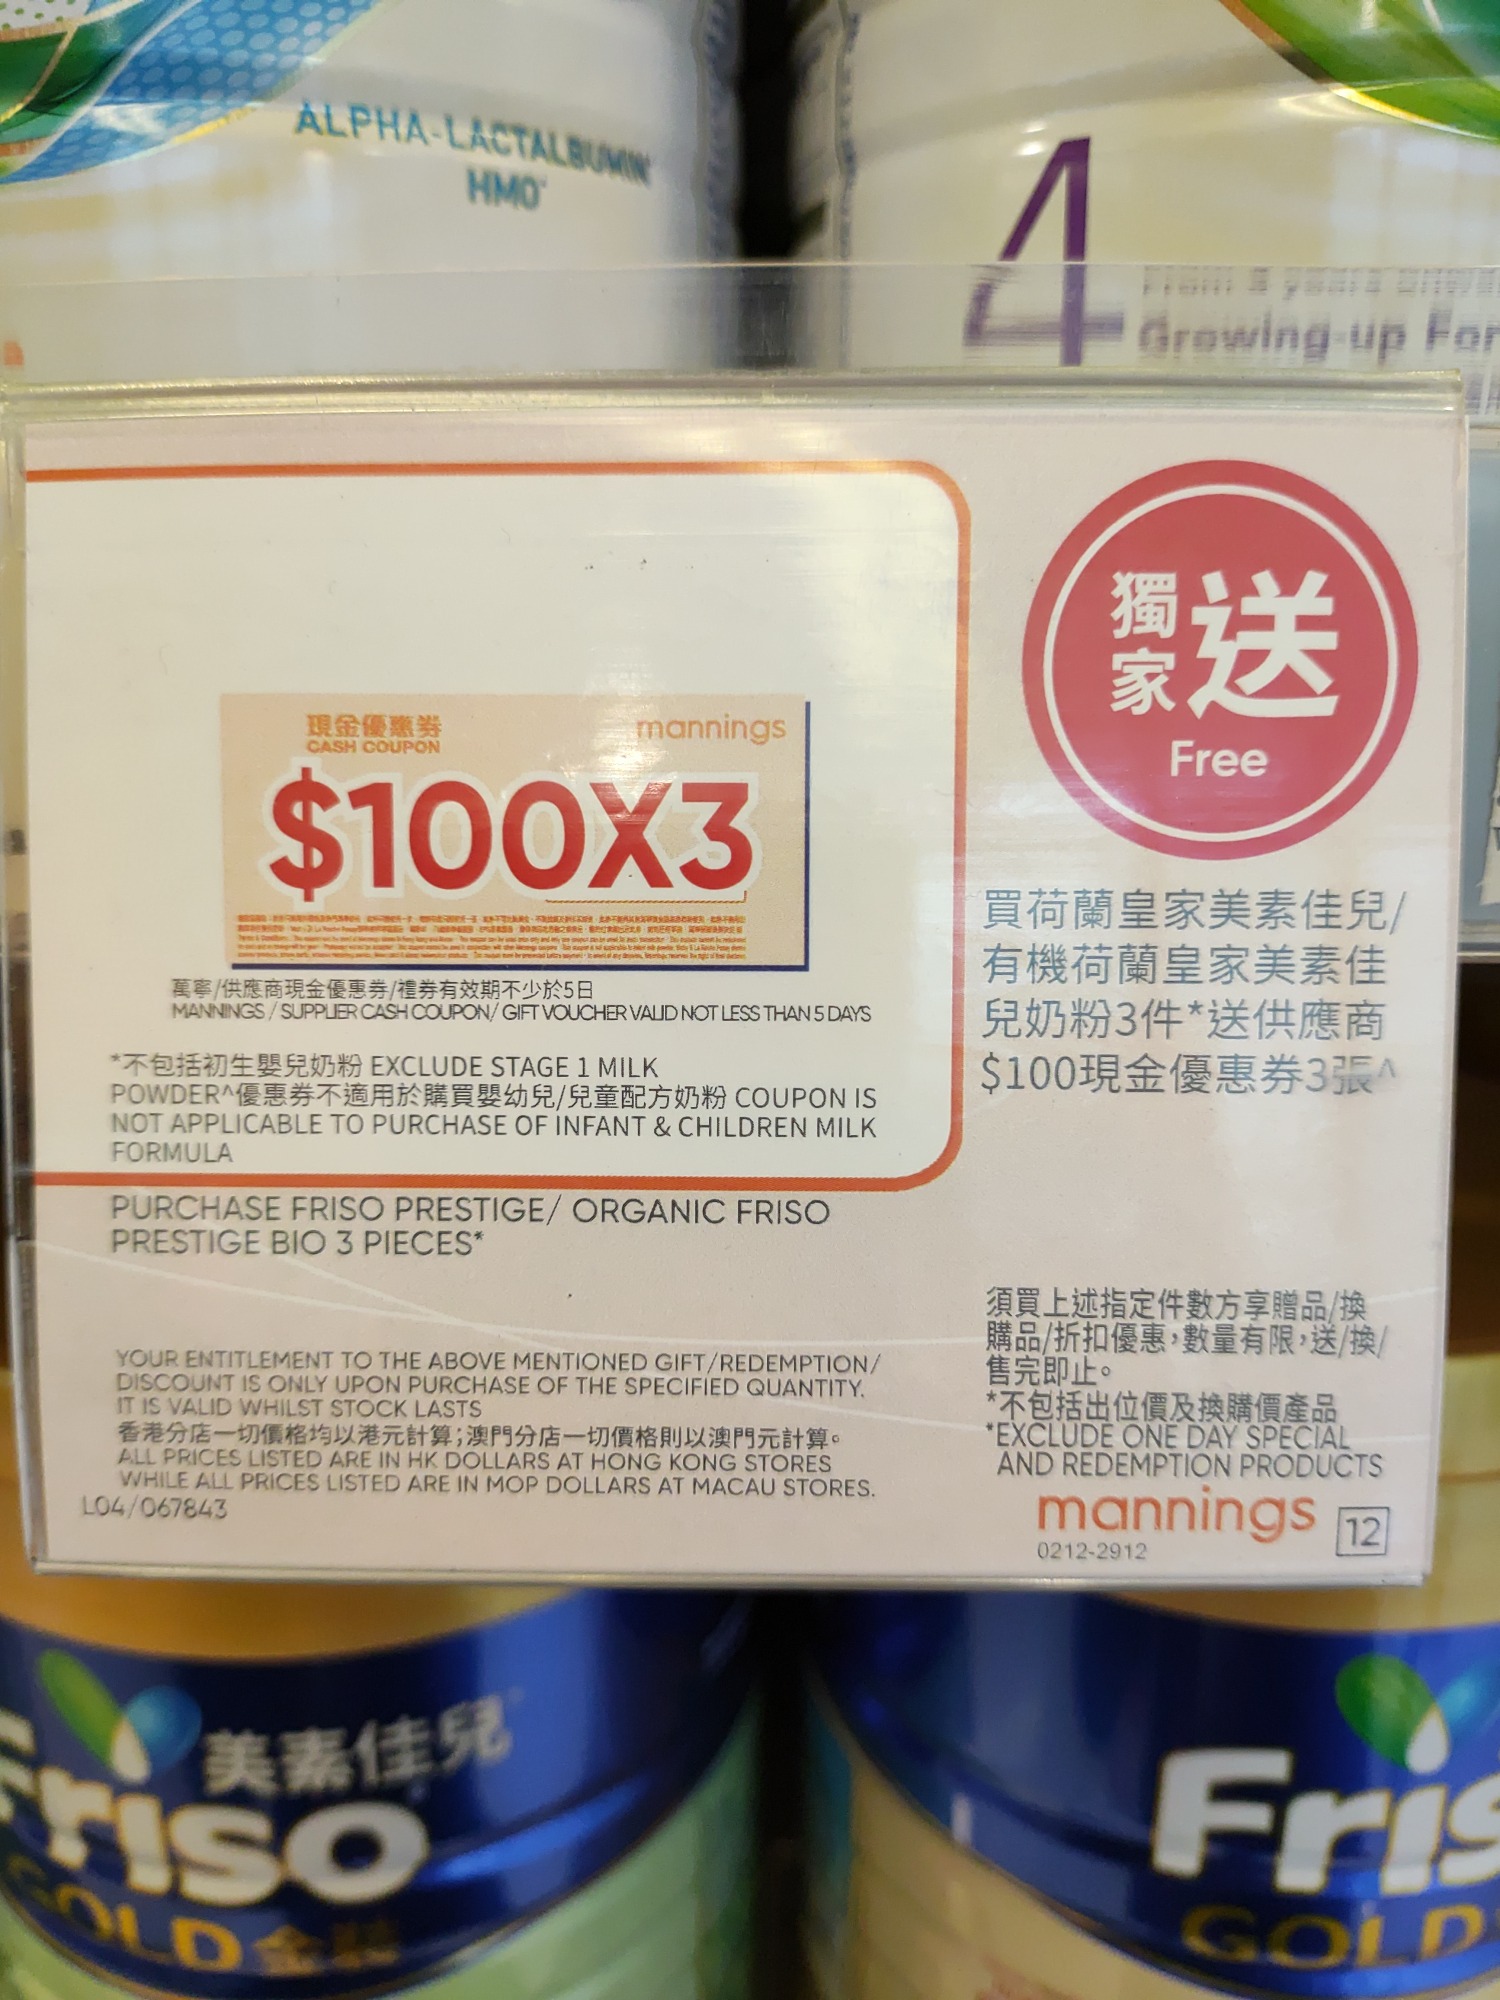 ALPHA-LACTALBUMIN
HMO
4
Growing-up
獨家 送
Free
現金優惠券 mannings
CASH COUPON
$100X3
萬寧/供應商現金優惠券/禮券有效期不少於5日
MANNINGS / SUPPLIER CASH COUPON/ GIFT VOUCHER VALID NOT LESS THAN 5 DAYS
*不包括初生嬰兒奶粉 EXCLUDE STAGE 1 MILK
POWDER^優惠券不適用於購買嬰幼兒/兒童配方奶粉 COUPON IS
NOT APPLICABLE TO PURCHASE OF INFANT & CHILDREN MILK
FORMULA
買荷蘭皇家美素佳兒/
有機荷蘭皇家美素佳
兒奶粉3件*送供應商
$100現金優惠券3張^
PURCHASE FRISO PRESTIGE/ ORGANIC FRISO
PRESTIGE BIO 3 PIECES*
YOUR ENTITLEMENT TO THE ABOVE MENTIONED GIFT/REDEMPTION/
DISCOUNT IS ONLY UPON PURCHASE OF THE SPECIFIED QUANTITY.
IT IS VALID WHILST STOCK LASTS
香港分店一切價格均以港元計算;澳門分店一切價格則以澳門元計算。
ALL PRICES LISTED ARE IN HK DOLLARS AT HONG KONG STORES
WHILE ALL PRICES LISTED ARE IN MOP DOLLARS AT MACAU STORES.
L04/067843
須買上述指定件數方享贈品/換
購品/折扣優惠，數量有限，送/換/
售完即止。
*不包括出位價及換購價產品
*EXCLUDE ONE DAY SPECIAL
AND REDEMPTION PRODUCTS
mannings 12
0212-2912
美素佳兒
Friso
GOLD 金裝
Fris
GOLD